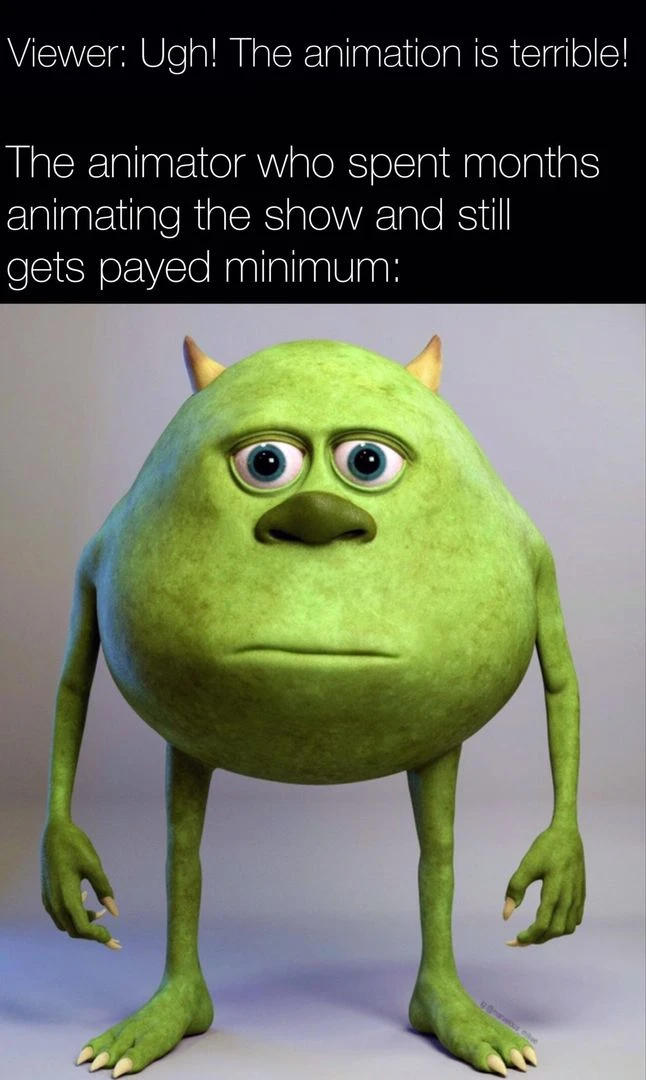 Viewer: Ugh! The animation is terrible!
The animator who spent months
animating the show and still
gets payed minimum: